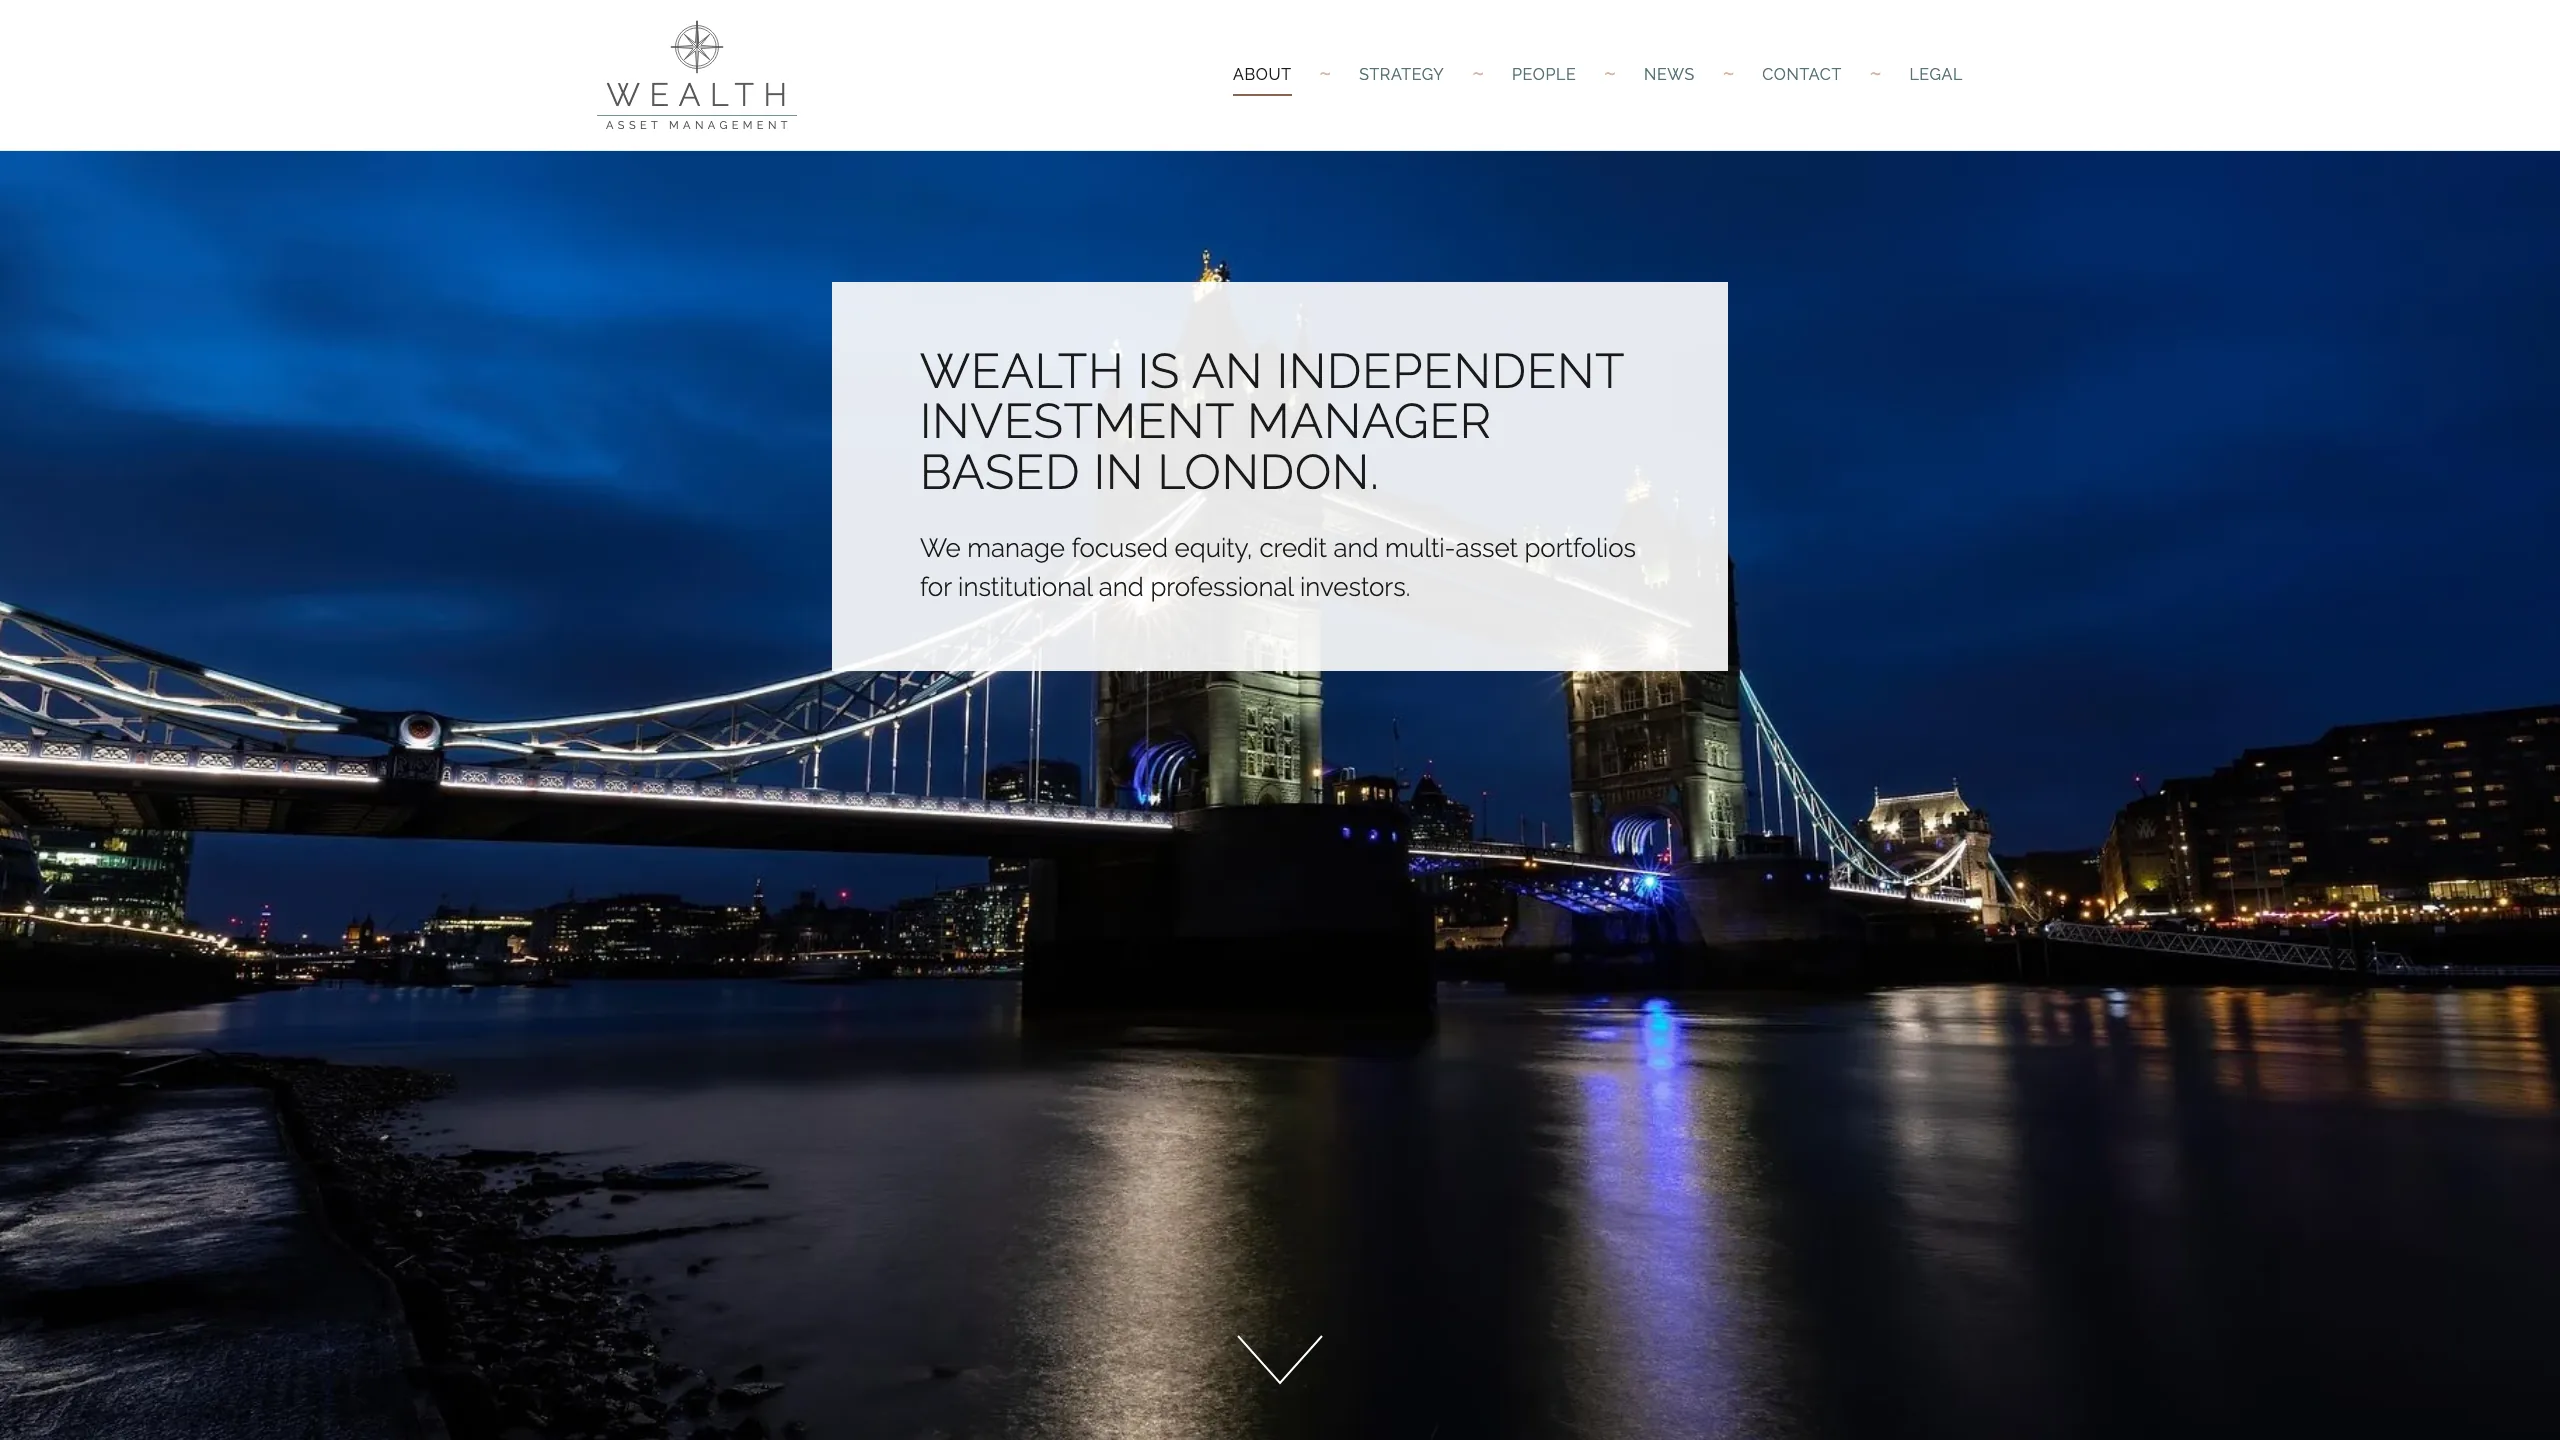 WEALTH
ASSET MANAGEMENT
ABOUT ~ STRATEGY ~ PEOPLE ~ NEWS ~ CONTACT ~ LEGAL
WEALTH IS AN INDEPENDENT
INVESTMENT MANAGER
BASED IN LONDON.
We manage focused equity, credit and multi-asset portfolios
for institutional and professional investors.